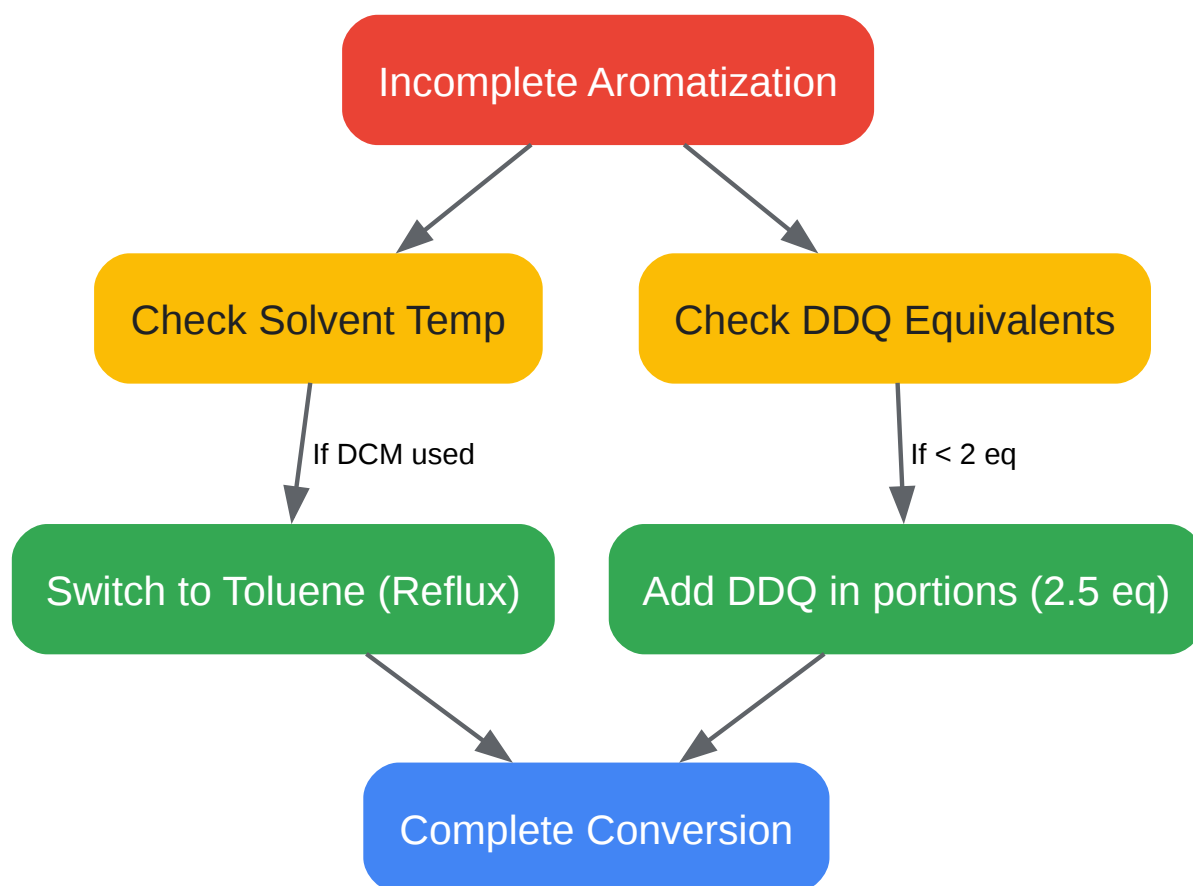 Incomplete Aromatization
Check Solvent Temp
Check DDQ Equivalents
If DCM used
If < 2 eq
Switch to Toluene (Reflux)
Add DDQ in portions (2.5 eq)
Complete Conversion